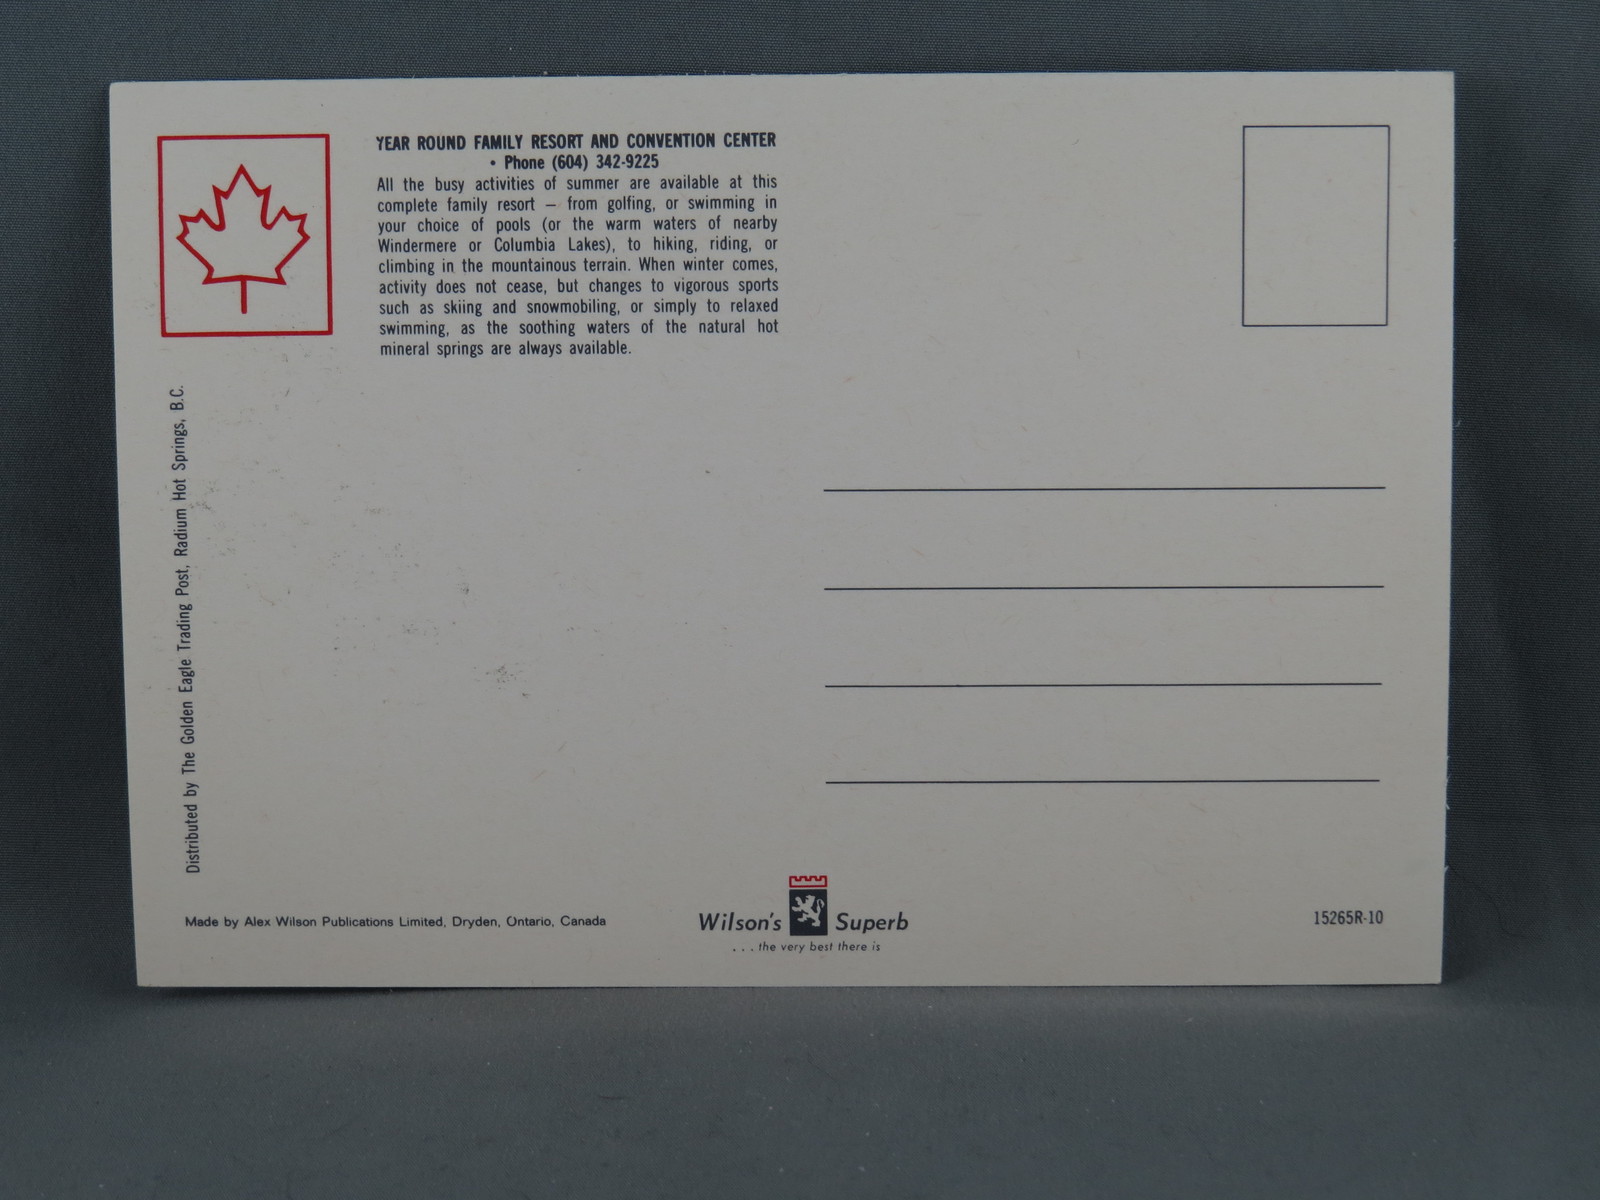 YEAR ROUND FAMILY RESORT AND CONVENTION CENTER
• Phone (604) 342-9225
All the busy activities of summer are available at this
complete family resort — from golfing, or swimming in
your choice of pools (or the warm waters of nearby
Windermere or Columbia Lakes), to hiking, riding, or
climbing in the mountainous terrain. When winter comes,
activity does not cease, but changes to vigorous sports
such as skiing and snowmobiling, or simply to relaxed
swimming, as the soothing waters of the natural hot
mineral springs are always available.
Distributed by The Golden Eagle Trading Post, Radium Hot Springs, B.C.
Made by Alex Wilson Publications Limited, Dryden, Ontario, Canada
Wilson's Superb
...the very best there is
15265R-10